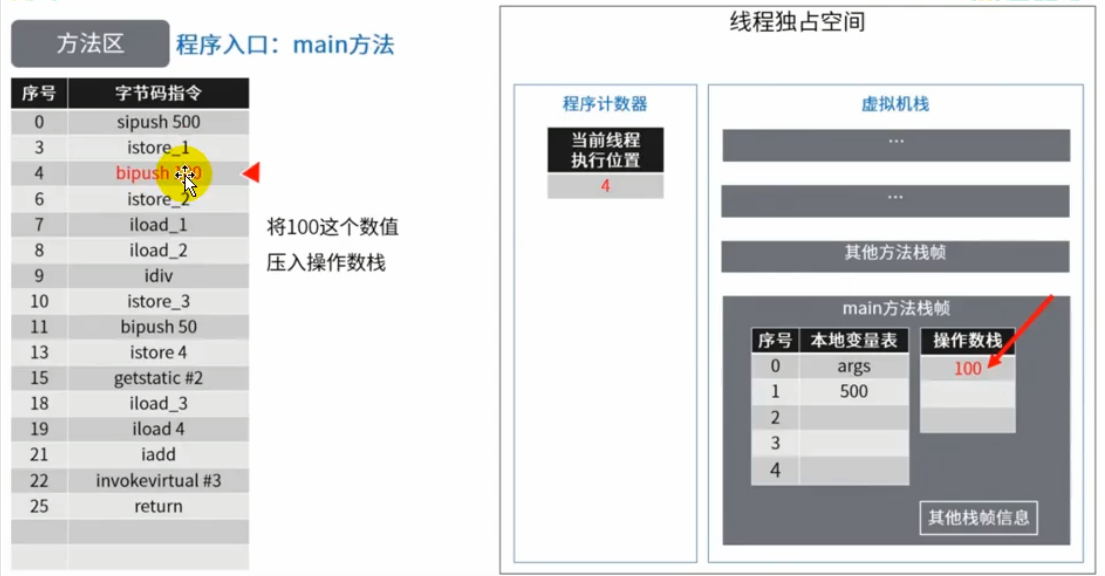 方法区
程序入口：main方法
序号 字节码指令
0 sipush 500
3 istore_1
4 bipush
6 istore_2
7 iload_1
8 iload_2
9 idiv
10 istore_3
11 bipush 50
13 istore 4
15 getstatic #2
18 iload_3
19 iload 4
21 iadd
22 invokevirtual #3
25 return
将100这个数值
压入操作数栈
线程独占空间
程序计数器
当前线程
执行位置
4
虚拟机栈
...
...
其他方法栈帧
main方法栈帧
序号 本地变量表
0 args
1 500
2
3
4
操作数栈
100
其他栈帧信息